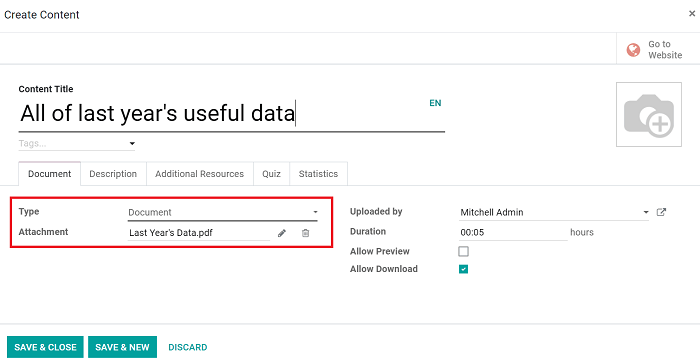 Create Content
×
Go to
Website
Content Title
All of last year's useful data
EN
Tags...
Document Description Additional Resources Quiz Statistics
Type Document Uploaded by Mitchell Admin
Attachment Last Year's Data.pdf Duration 00:05 hours
Allow Preview
Allow Download
SAVE & CLOSE SAVE & NEW DISCARD